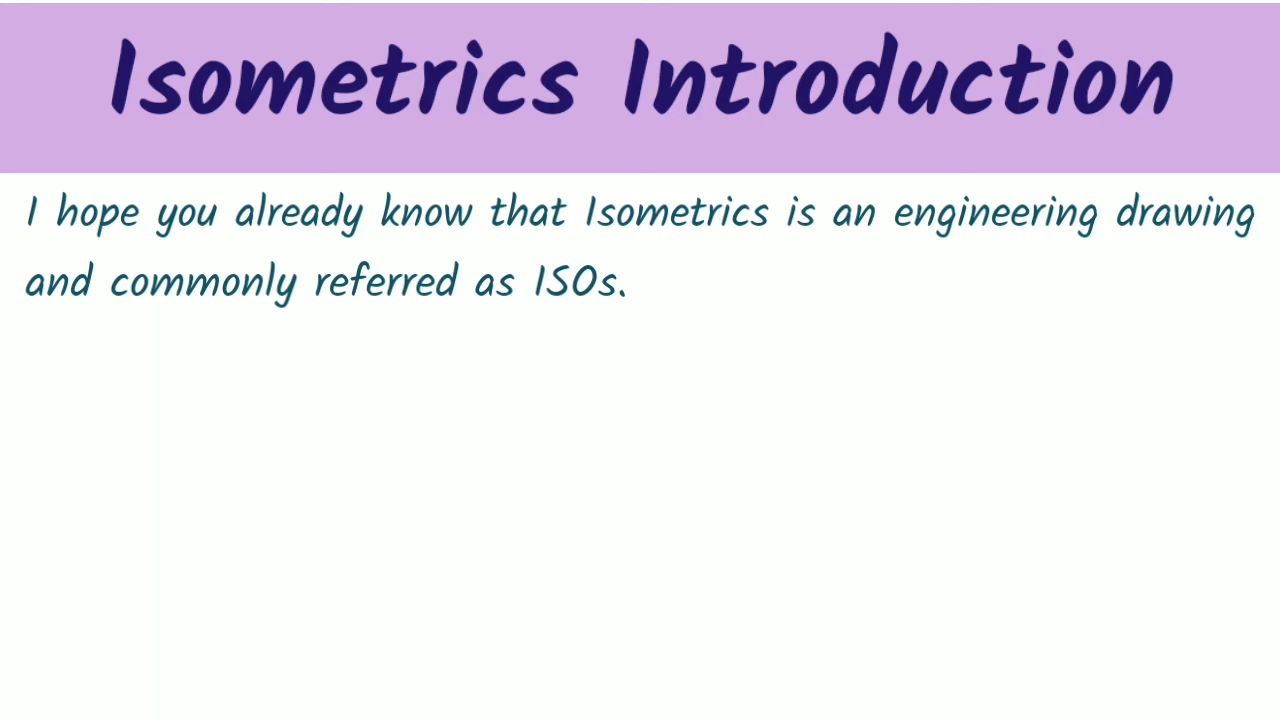 Isometrics Introduction
I hope you already know that Isometrics is an engineering drawing
and commonly referred as ISOs.